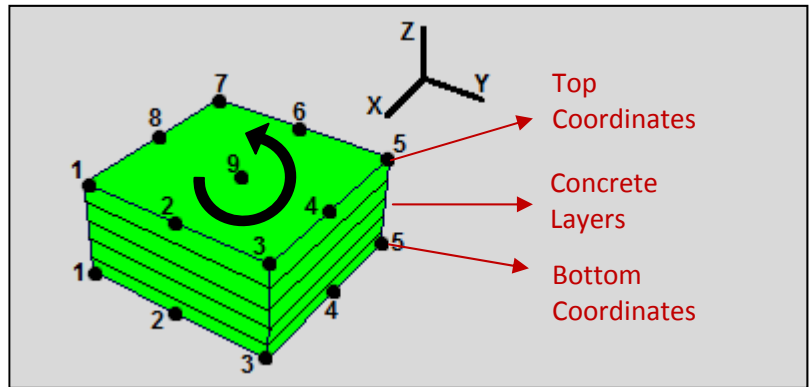 Z
Y
X
7
6
8
5
9
1
4
2
3
1
2
3
4
5
Top
Coordinates
Concrete
Layers
Bottom
Coordinates